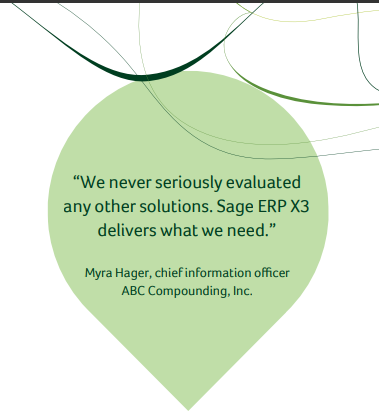 “We never seriously evaluated
any other solutions. Sage ERP X3
delivers what we need.”
Myra Hager, chief information officer
ABC Compounding, Inc.